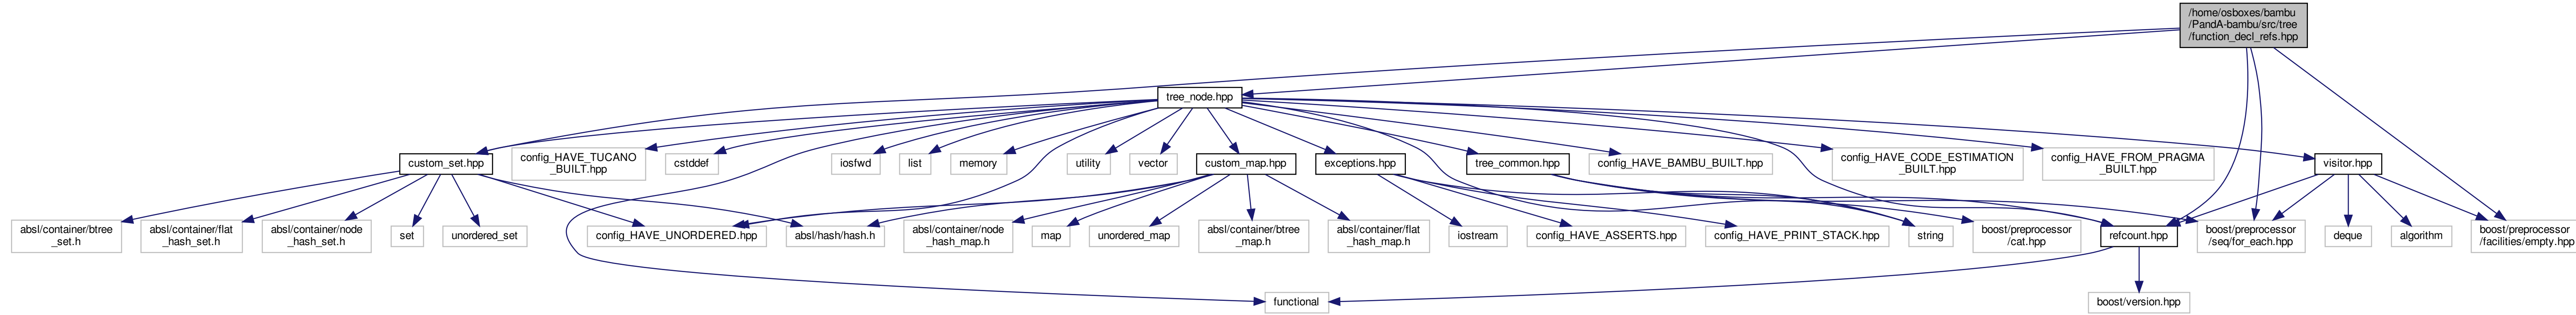 /home/osboxes/bambu
/PandA-bambu/src/tree
/function_decl_refs.hpp
tree_node.hpp
custom_set.hpp
config_HAVE_TUCANO
_BUILT.hpp
cstddef
iosfwd
list
memory
utility
vector
custom_map.hpp
exceptions.hpp
tree_common.hpp
config_HAVE_BAMBU_BUILT.hpp
config_HAVE_CODE_ESTIMATION
_BUILT.hpp
config_HAVE_FROM_PRAGMA
_BUILT.hpp
visitor.hpp
absl/container/btree
_set.h
absl/container/flat
_hash_set.h
absl/container/node
_hash_set.h
set
unordered_set
config_HAVE_UNORDERED.hpp
absl/hash/hash.h
absl/container/node
_hash_map.h
map
unordered_map
absl/container/btree
_map.h
absl/container/flat
_hash_map.h
iostream
config_HAVE_ASSERTS.hpp
config_HAVE_PRINT_STACK.hpp
string
boost/preprocessor
/cat.hpp
refcount.hpp
boost/preprocessor
/seq/for_each.hpp
deque
algorithm
boost/preprocessor
/facilities/empty.hpp
functional
boost/version.hpp